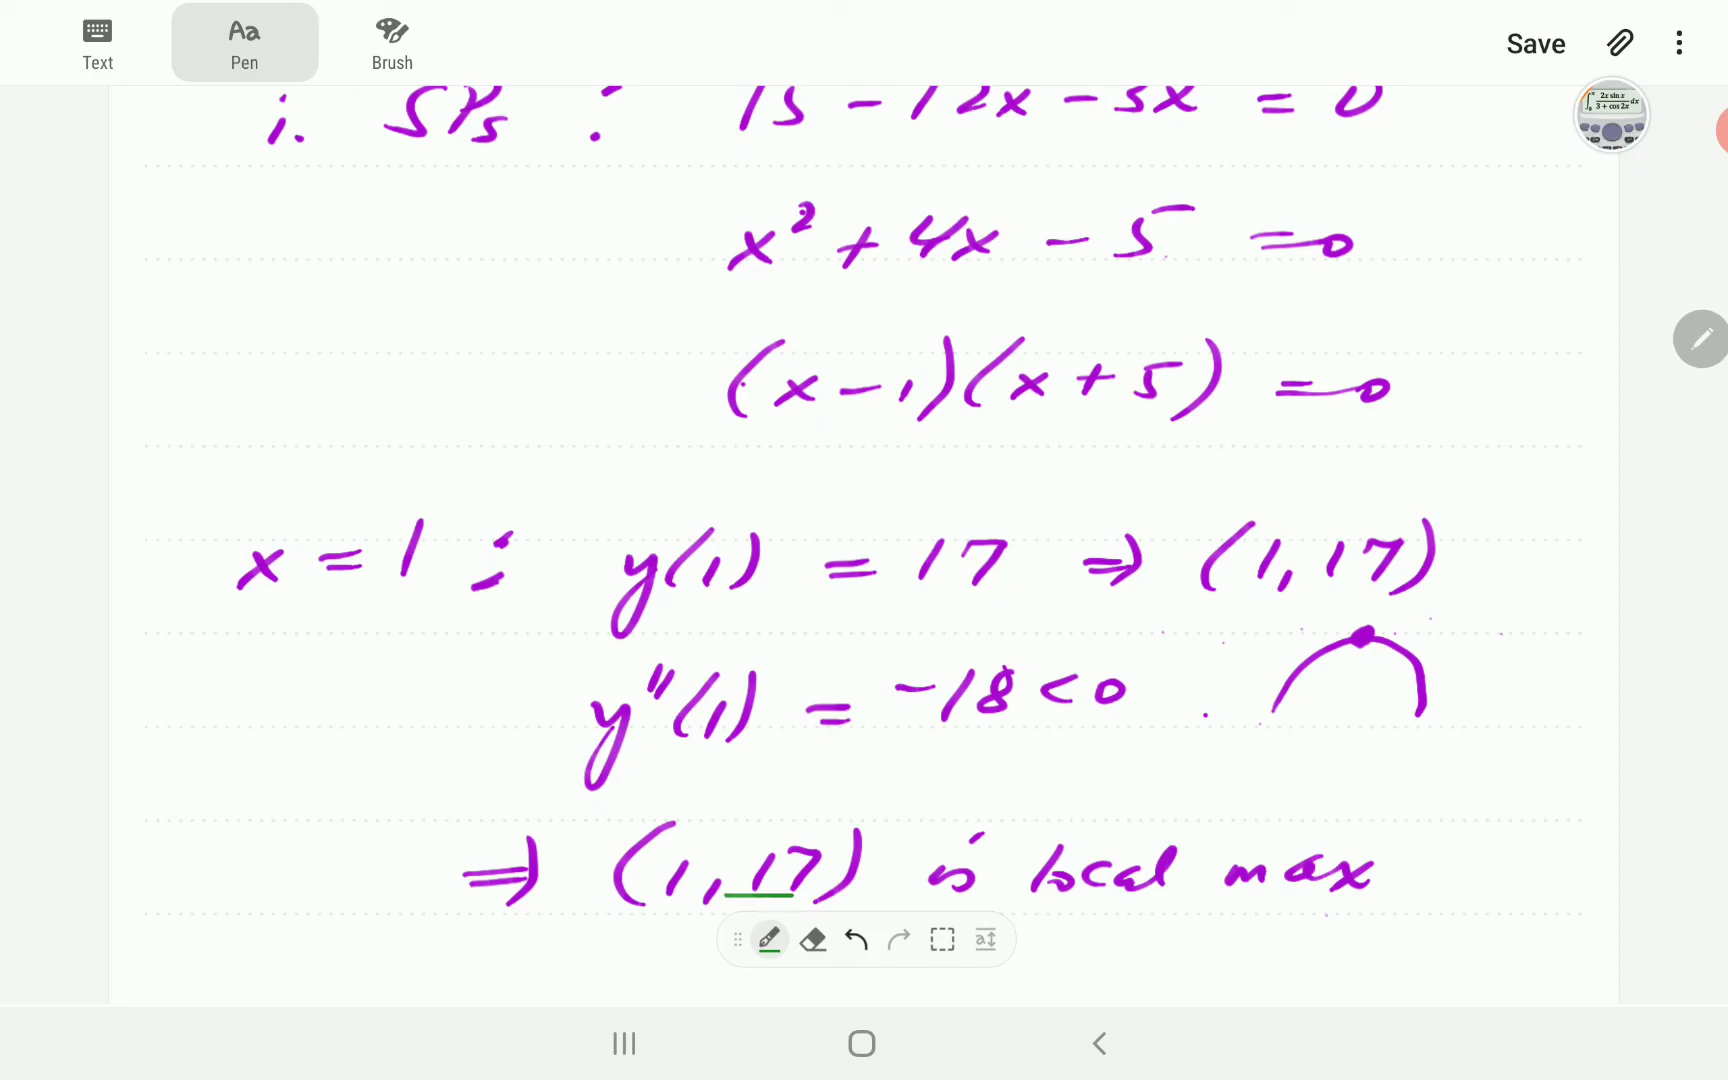 Text
Pen
Brush
Save
i. SPs : 15 - 12x - 3x = 0
x² + 4x - 5 = 0
(x - 1)(x + 5) = 0
x = 1 : y(1) = 17 ⇒ (1, 17)
y"(1) = -18 < 0
⇒ (1, 17) is local max